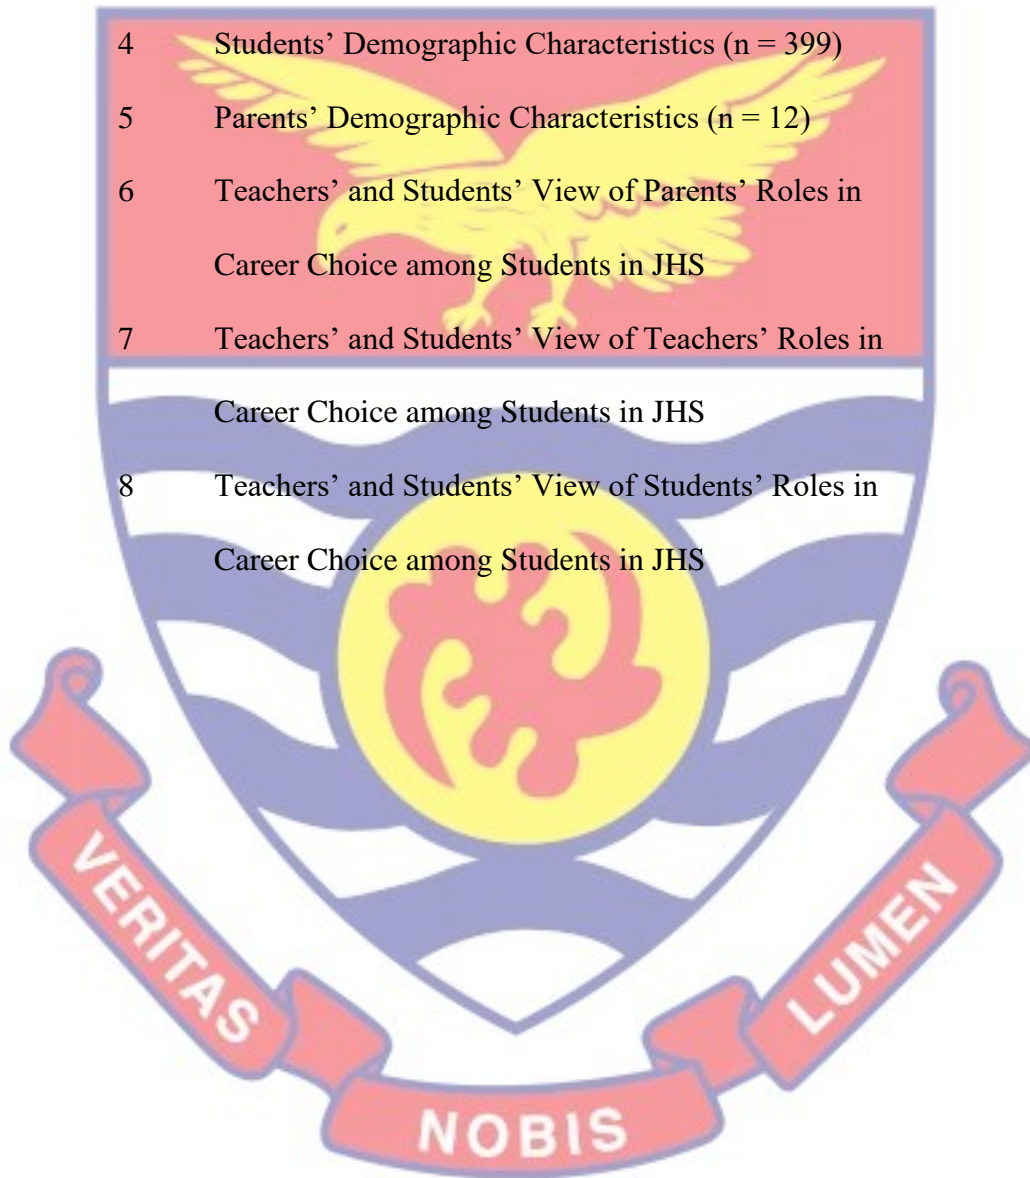 4 Students’ Demographic Characteristics (n = 399)
5 Parents’ Demographic Characteristics (n = 12)
6 Teachers’ and Students’ View of Parents’ Roles in
Career Choice among Students in JHS
7 Teachers’ and Students’ View of Teachers’ Roles in
Career Choice among Students in JHS
8 Teachers’ and Students’ View of Students’ Roles in
Career Choice among Students in JHS
VERITAS
NOBIS
LUMEN